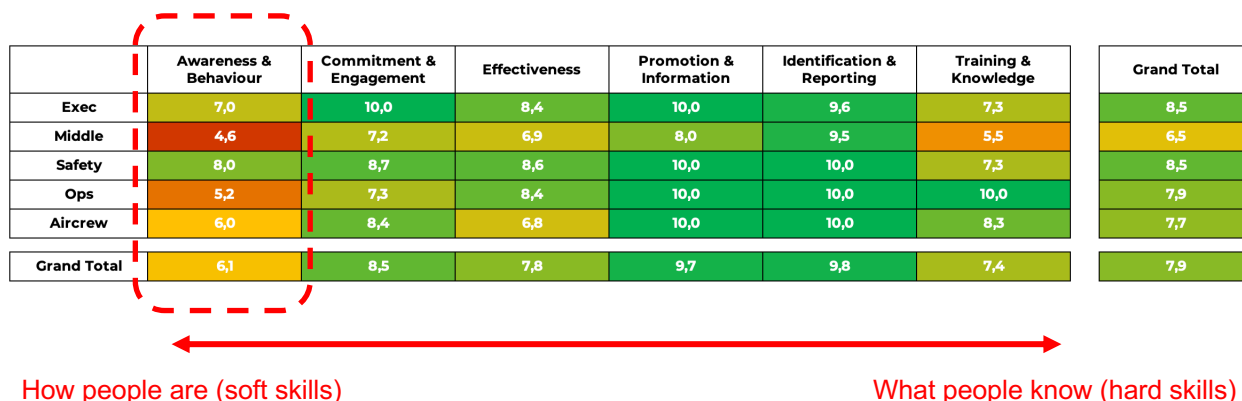 Awareness & Behaviour Commitment & Engagement Effectiveness Promotion & Information Identification & Reporting Training & Knowledge Grand Total
Exec 7,0 10,0 8,4 10,0 9,6 7,3 8,5
Middle 4,6 7,2 6,9 8,0 9,5 5,5 6,5
Safety 8,0 8,7 8,6 10,0 10,0 7,3 8,5
Ops 5,2 7,3 8,4 10,0 10,0 10,0 7,9
Aircrew 6,0 8,4 6,8 10,0 10,0 8,3 7,7
Grand Total 6,1 8,5 7,8 9,7 9,8 7,4 7,9
How people are (soft skills) What people know (hard skills)